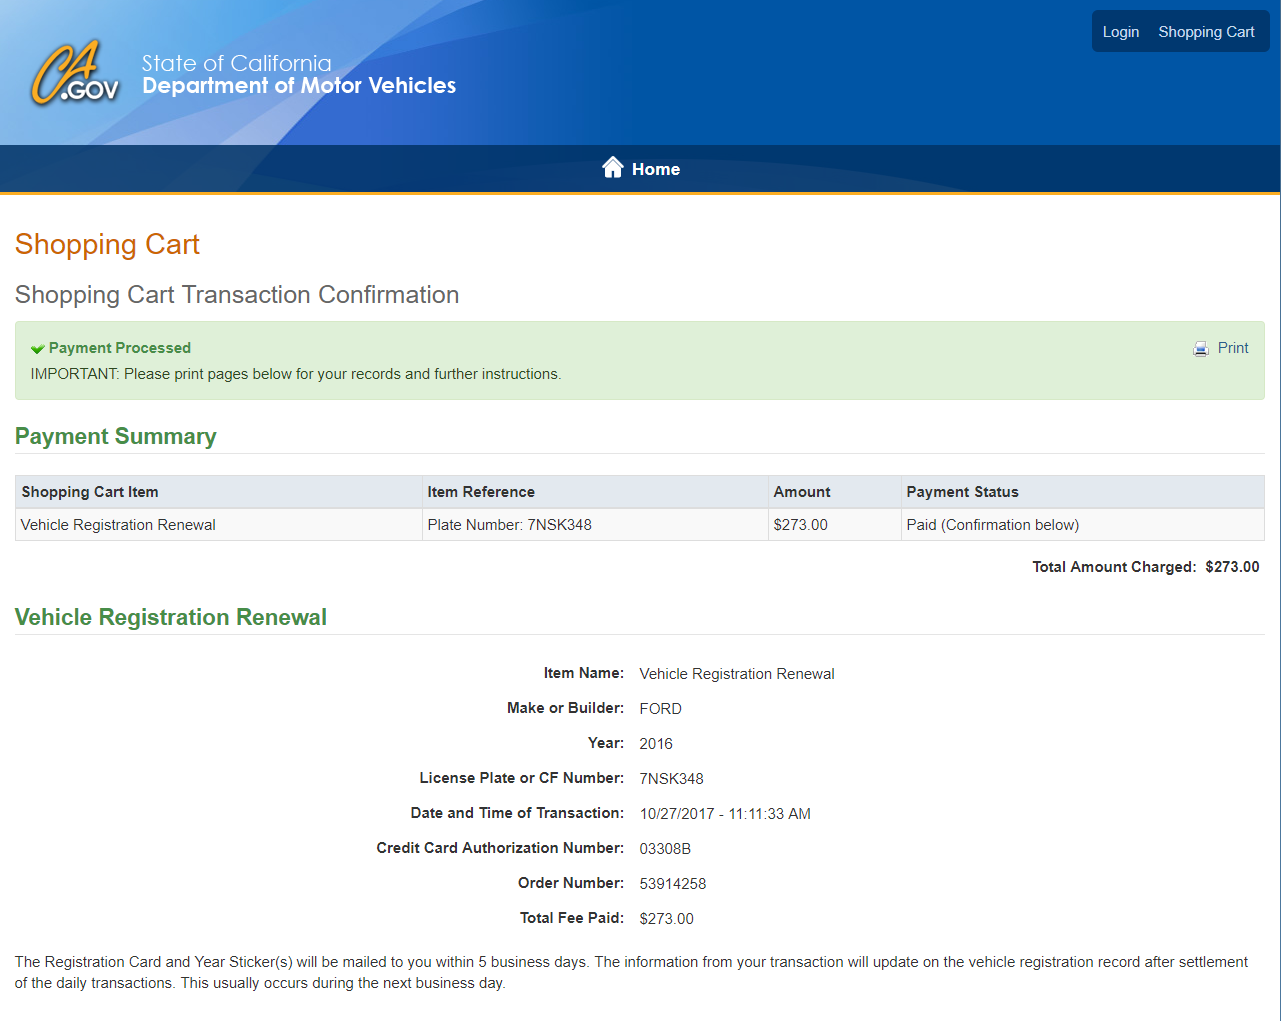 Login Shopping Cart
CA.GOV
State of California
Department of Motor Vehicles
Home
Shopping Cart
Shopping Cart Transaction Confirmation
Payment Processed Print
IMPORTANT: Please print pages below for your records and further instructions.
Payment Summary
Shopping Cart Item Item Reference Amount Payment Status
Vehicle Registration Renewal Plate Number: 7NSK348 $273.00 Paid (Confirmation below)
Total Amount Charged: $273.00
Vehicle Registration Renewal
Item Name: Vehicle Registration Renewal
Make or Builder: FORD
Year: 2016
License Plate or CF Number: 7NSK348
Date and Time of Transaction: 10/27/2017 - 11:11:33 AM
Credit Card Authorization Number: 03308B
Order Number: 53914258
Total Fee Paid: $273.00
The Registration Card and Year Sticker(s) will be mailed to you within 5 business days. The information from your transaction will update on the vehicle registration record after settlement
of the daily transactions. This usually occurs during the next business day.